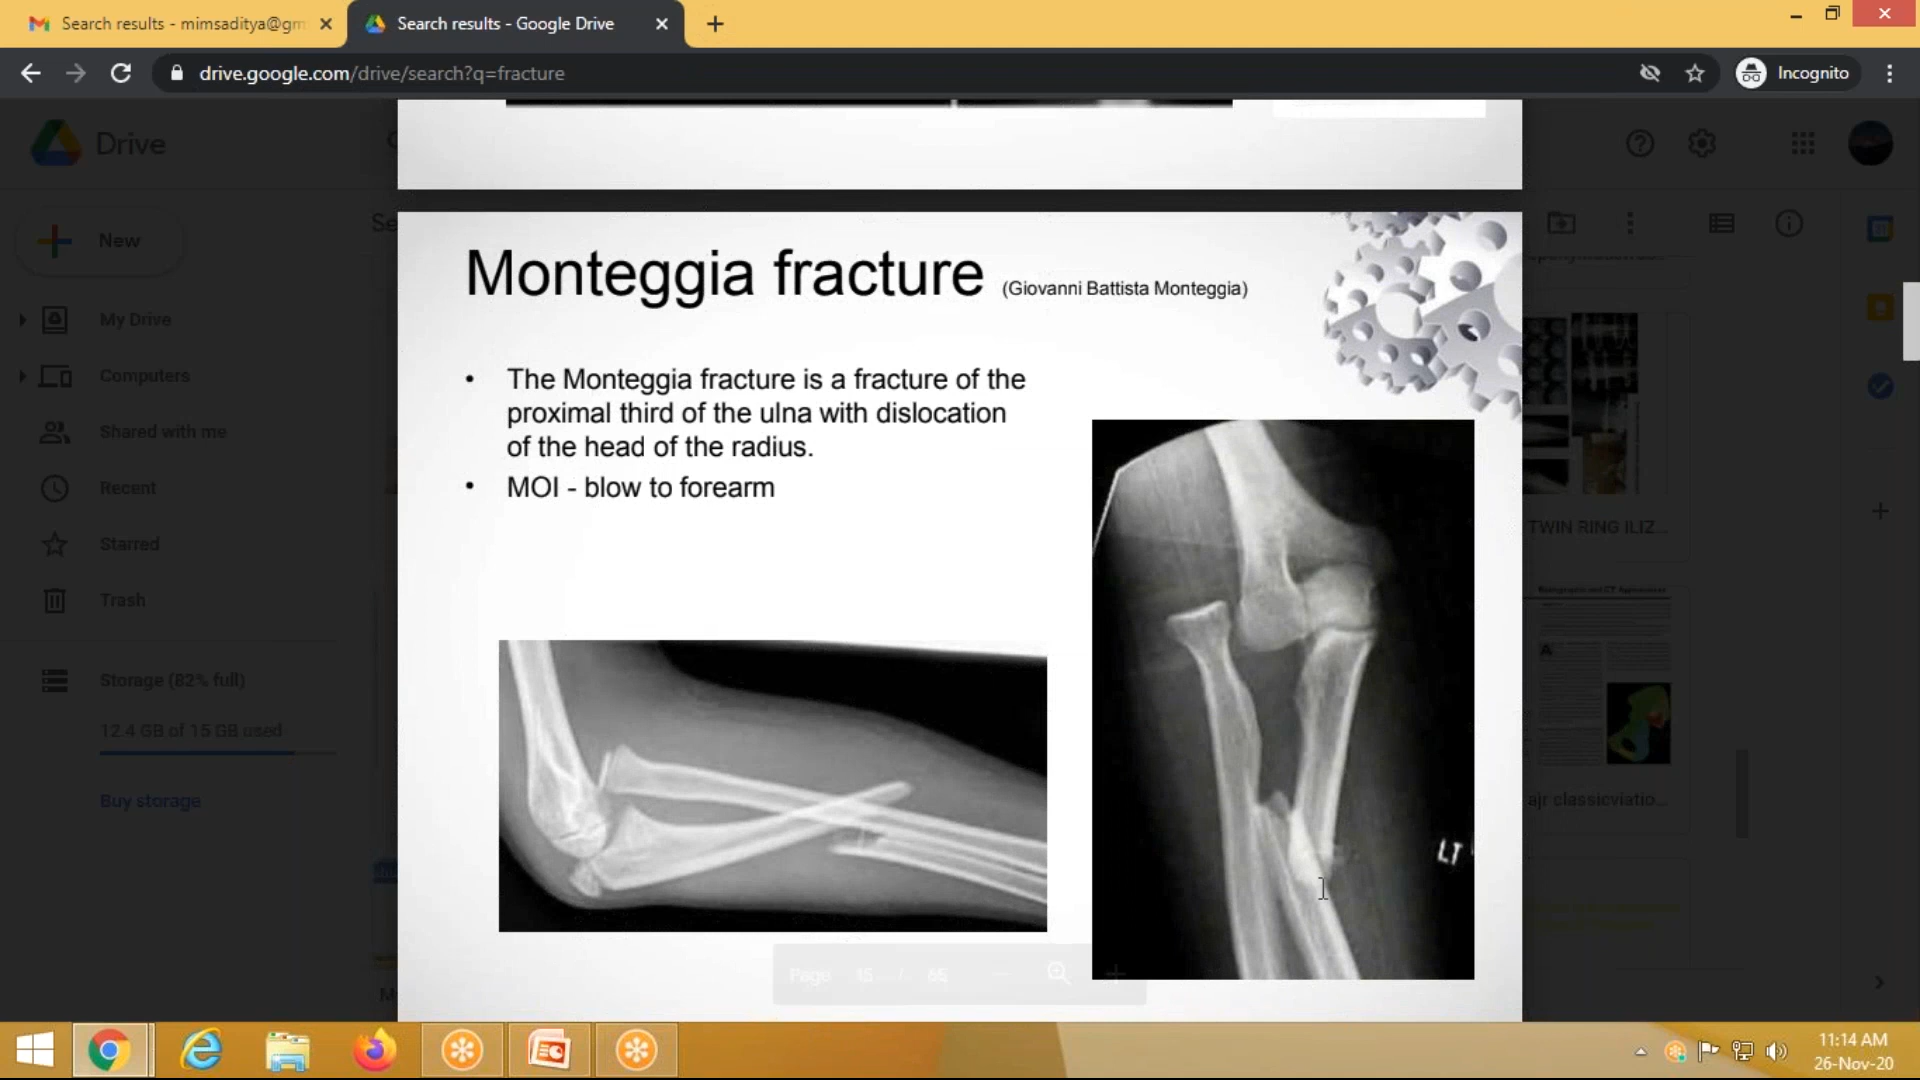 Search results - mimsaditya@gm
Search results - Google Drive
drive.google.com/drive/search?q=fracture
Incognito
Drive
New
My Drive
Computers
Shared with me
Recent
Starred
Trash
Storage (82% full)
12.4 GB of 15 GB used
Buy storage
Se
Monteggia fracture (Giovanni Battista Monteggia)
• The Monteggia fracture is a fracture of the
proximal third of the ulna with dislocation
of the head of the radius.
• MOI - blow to forearm
LT
Page 15 / 65
TWIN RING ILIZ...
ajr classicviatio...
11:14 AM
26-Nov-20